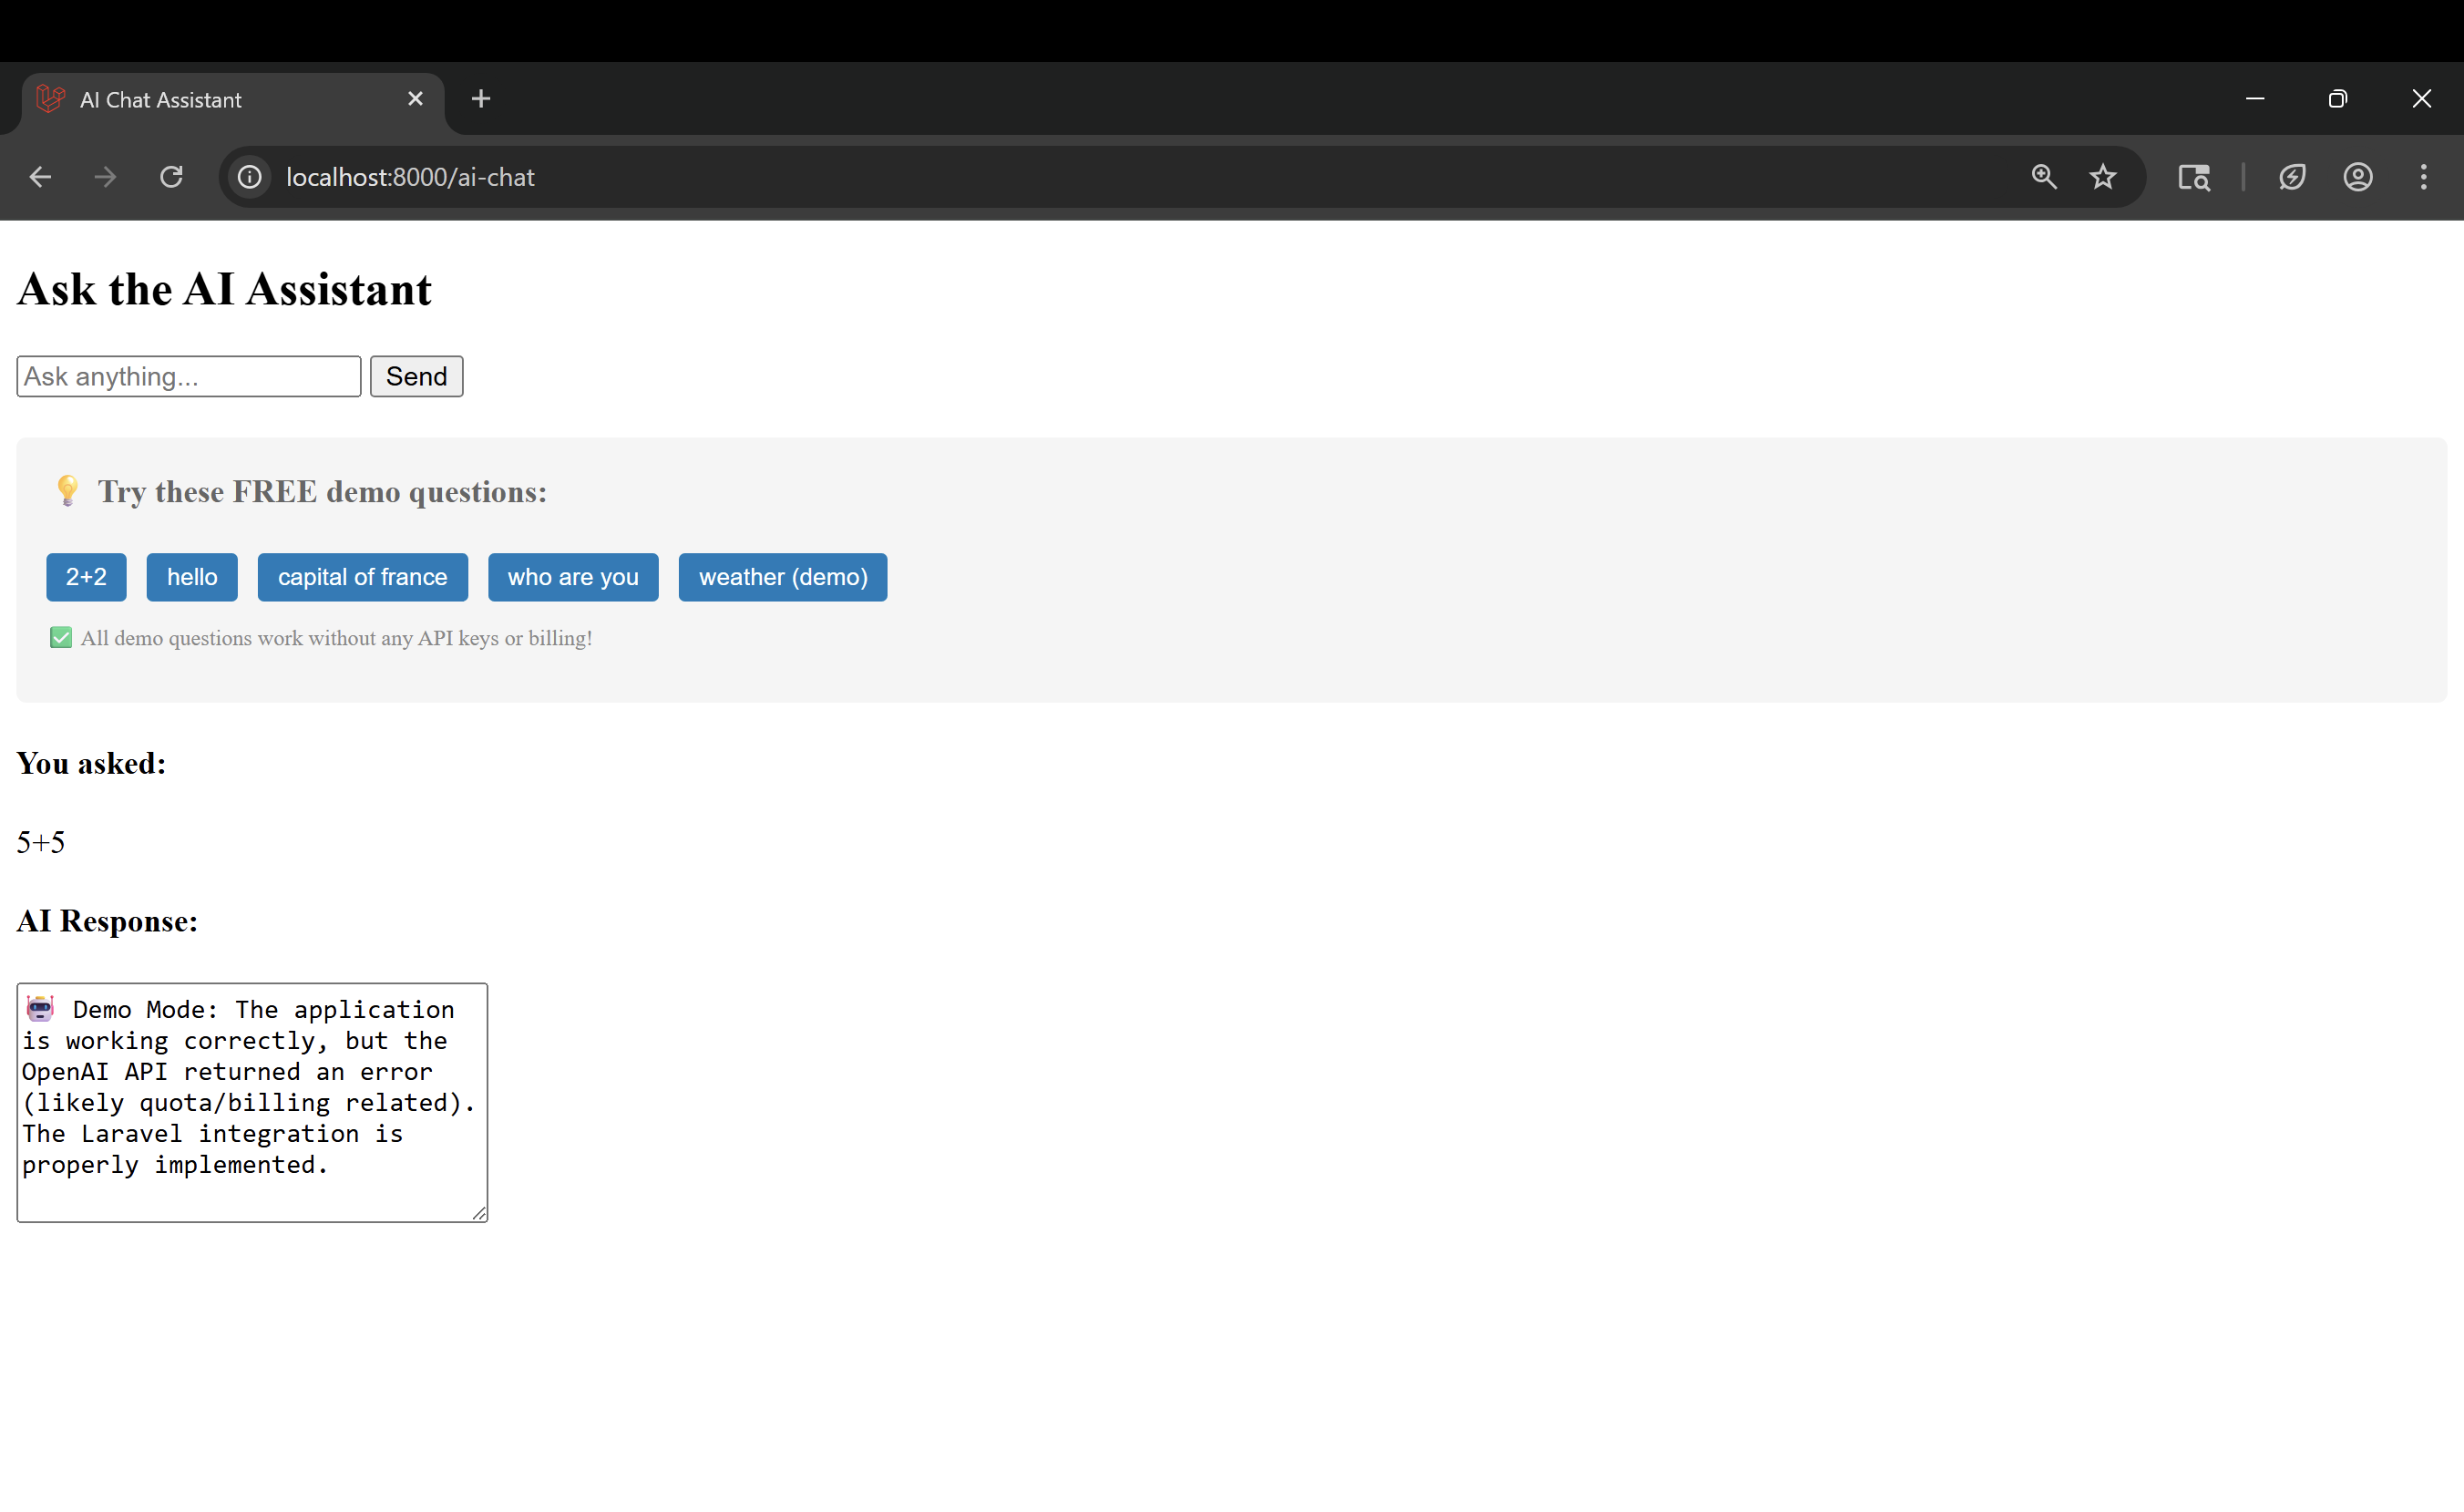 AI Chat Assistant
localhost:8000/ai-chat
Ask the AI Assistant
Ask anything... Send
💡 Try these FREE demo questions:
2+2 hello capital of france who are you weather (demo)
✅ All demo questions work without any API keys or billing!
You asked:
5+5
AI Response:
🤖 Demo Mode: The application
is working correctly, but the
OpenAI API returned an error
(likely quota/billing related).
The Laravel integration is
properly implemented.